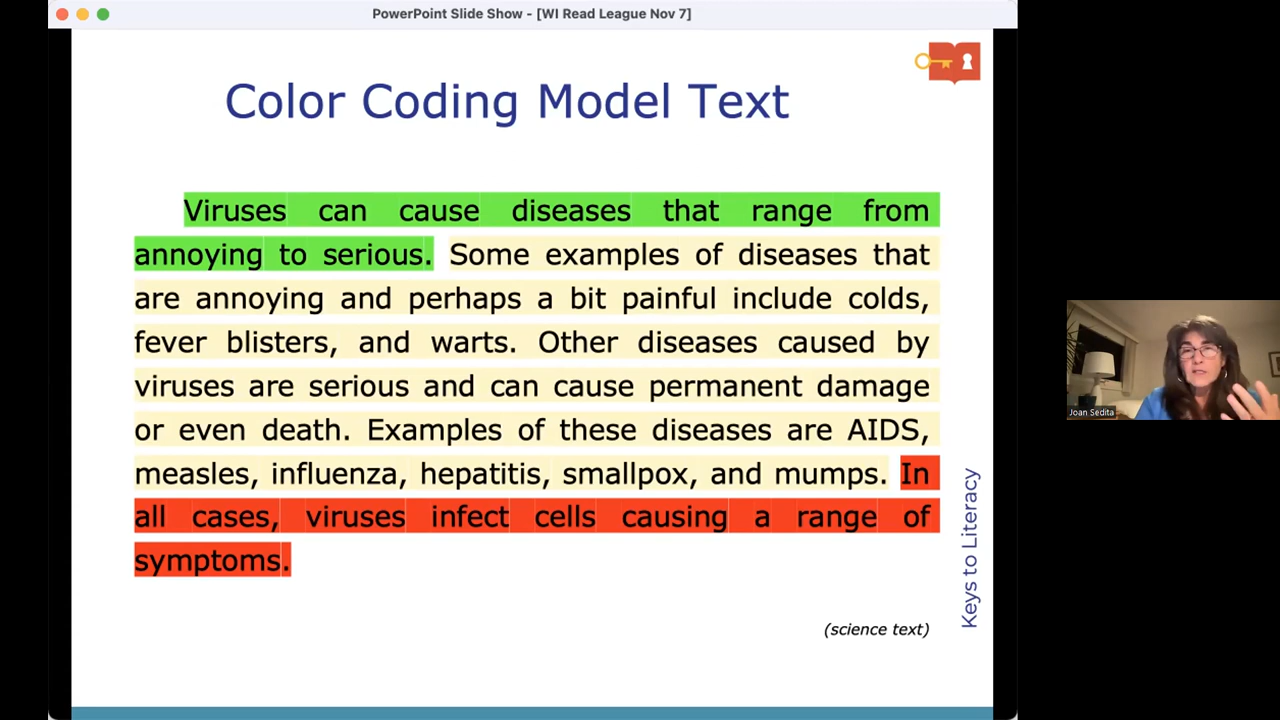 PowerPoint Slide Show - [WI Read League Nov 7]
Color Coding Model Text
Viruses can cause diseases that range from
annoying to serious. Some examples of diseases that
are annoying and perhaps a bit painful include colds,
fever blisters, and warts. Other diseases caused by
viruses are serious and can cause permanent damage
or even death. Examples of these diseases are AIDS,
measles, influenza, hepatitis, smallpox, and mumps. In
all cases, viruses infect cells causing a range of
symptoms.
(science text)
Keys to Literacy
Joan Sedita